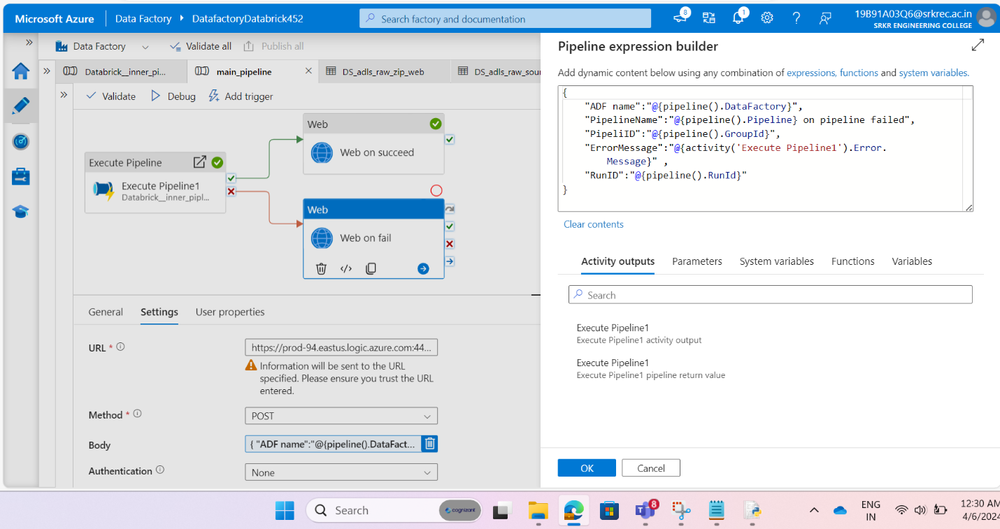 Microsoft Azure
Data Factory
DatafactoryDatabrick452
Search factory and documentation
8
1
19B91A03Q6@srkrec.ac.in
SRKR ENGINEERING COLLEGE
Data Factory
Validate all
Publish all
Databrick__inner_pi...
main_pipeline
DS_adls_raw_zip_web
DS_adls_raw_sour
Validate
Debug
Add trigger
Execute Pipeline
Execute Pipeline1
Databrick__inner_pipl...
Web
Web on succeed
Web
Web on fail
General
Settings
User properties
URL *
https://prod-94.eastus.logic.azure.com:44...
Information will be sent to the URL
specified. Please ensure you trust the URL
entered.
Method *
POST
Body
{ "ADF name":"@{pipeline().DataFact...
Authentication
None
Pipeline expression builder
Add dynamic content below using any combination of expressions, functions and system variables.
{
"ADF name":"@{pipeline().DataFactory}",
"PipelineName":"@{pipeline().Pipeline} on pipeline failed",
"PipeliID":"@{pipeline().GroupId}",
"ErrorMessage":"@{activity('Execute Pipeline1').Error.
Message}" ,
"RunID":"@{pipeline().RunId}"
}
Clear contents
Activity outputs
Parameters
System variables
Functions
Variables
Search
Execute Pipeline1
Execute Pipeline1 activity output
Execute Pipeline1
Execute Pipeline1 pipeline return value
OK
Cancel
Search
cognizant
8
ENG
IN
12:30 AM
4/6/2024